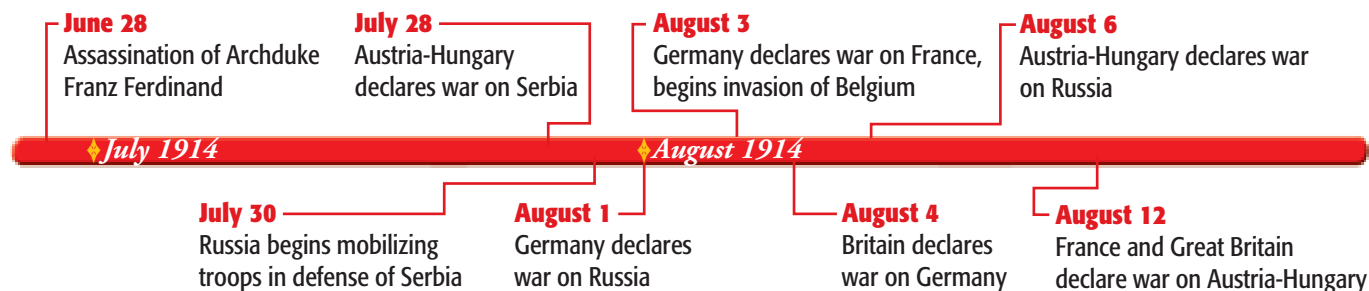 June 28
Assassination of Archduke
Franz Ferdinand
July 28
Austria-Hungary
declares war on Serbia
August 3
Germany declares war on France,
begins invasion of Belgium
August 6
Austria-Hungary declares war
on Russia
July 1914
August 1914
July 30
Russia begins mobilizing
troops in defense of Serbia
August 1
Germany declares
war on Russia
August 4
Britain declares
war on Germany
August 12
France and Great Britain
declare war on Austria-Hungary